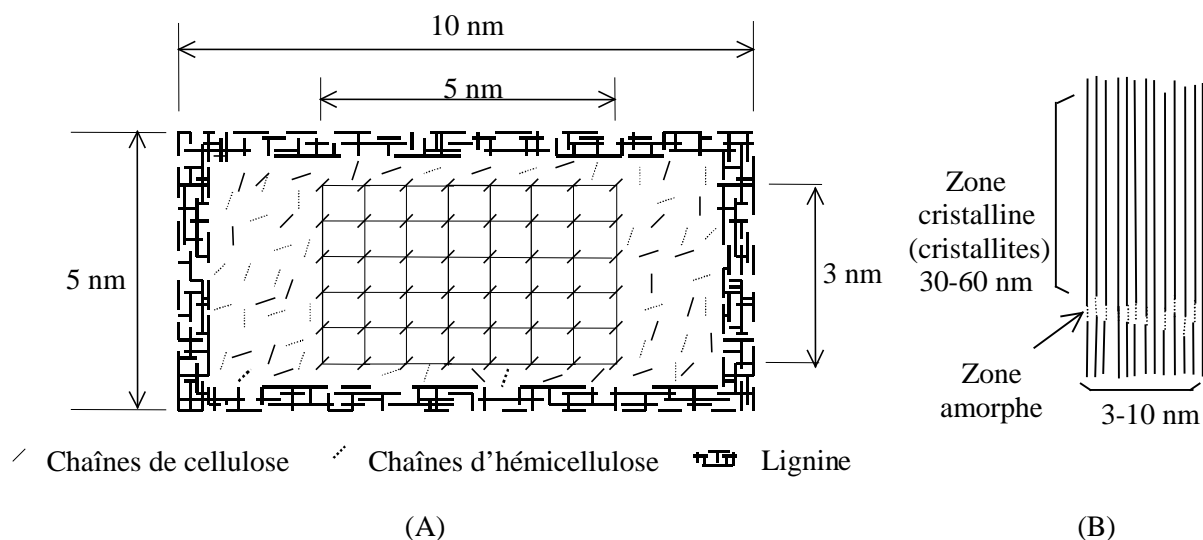 10 nm
5 nm
5 nm
3 nm
Zone
cristalline
(cristallites)
30-60 nm
Zone
amorphe
3-10 nm
Chaînes de cellulose
Chaînes d'hémicellulose
Lignine
(A)
(B)